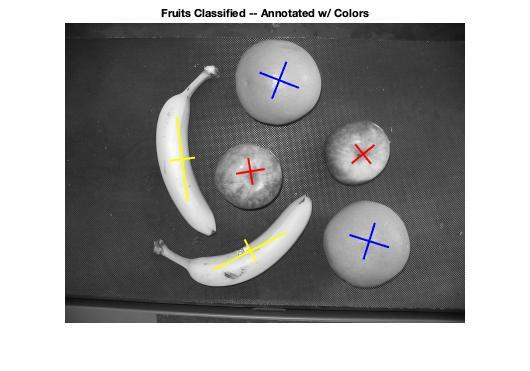 Fruits Classified -- Annotated w/ Colors